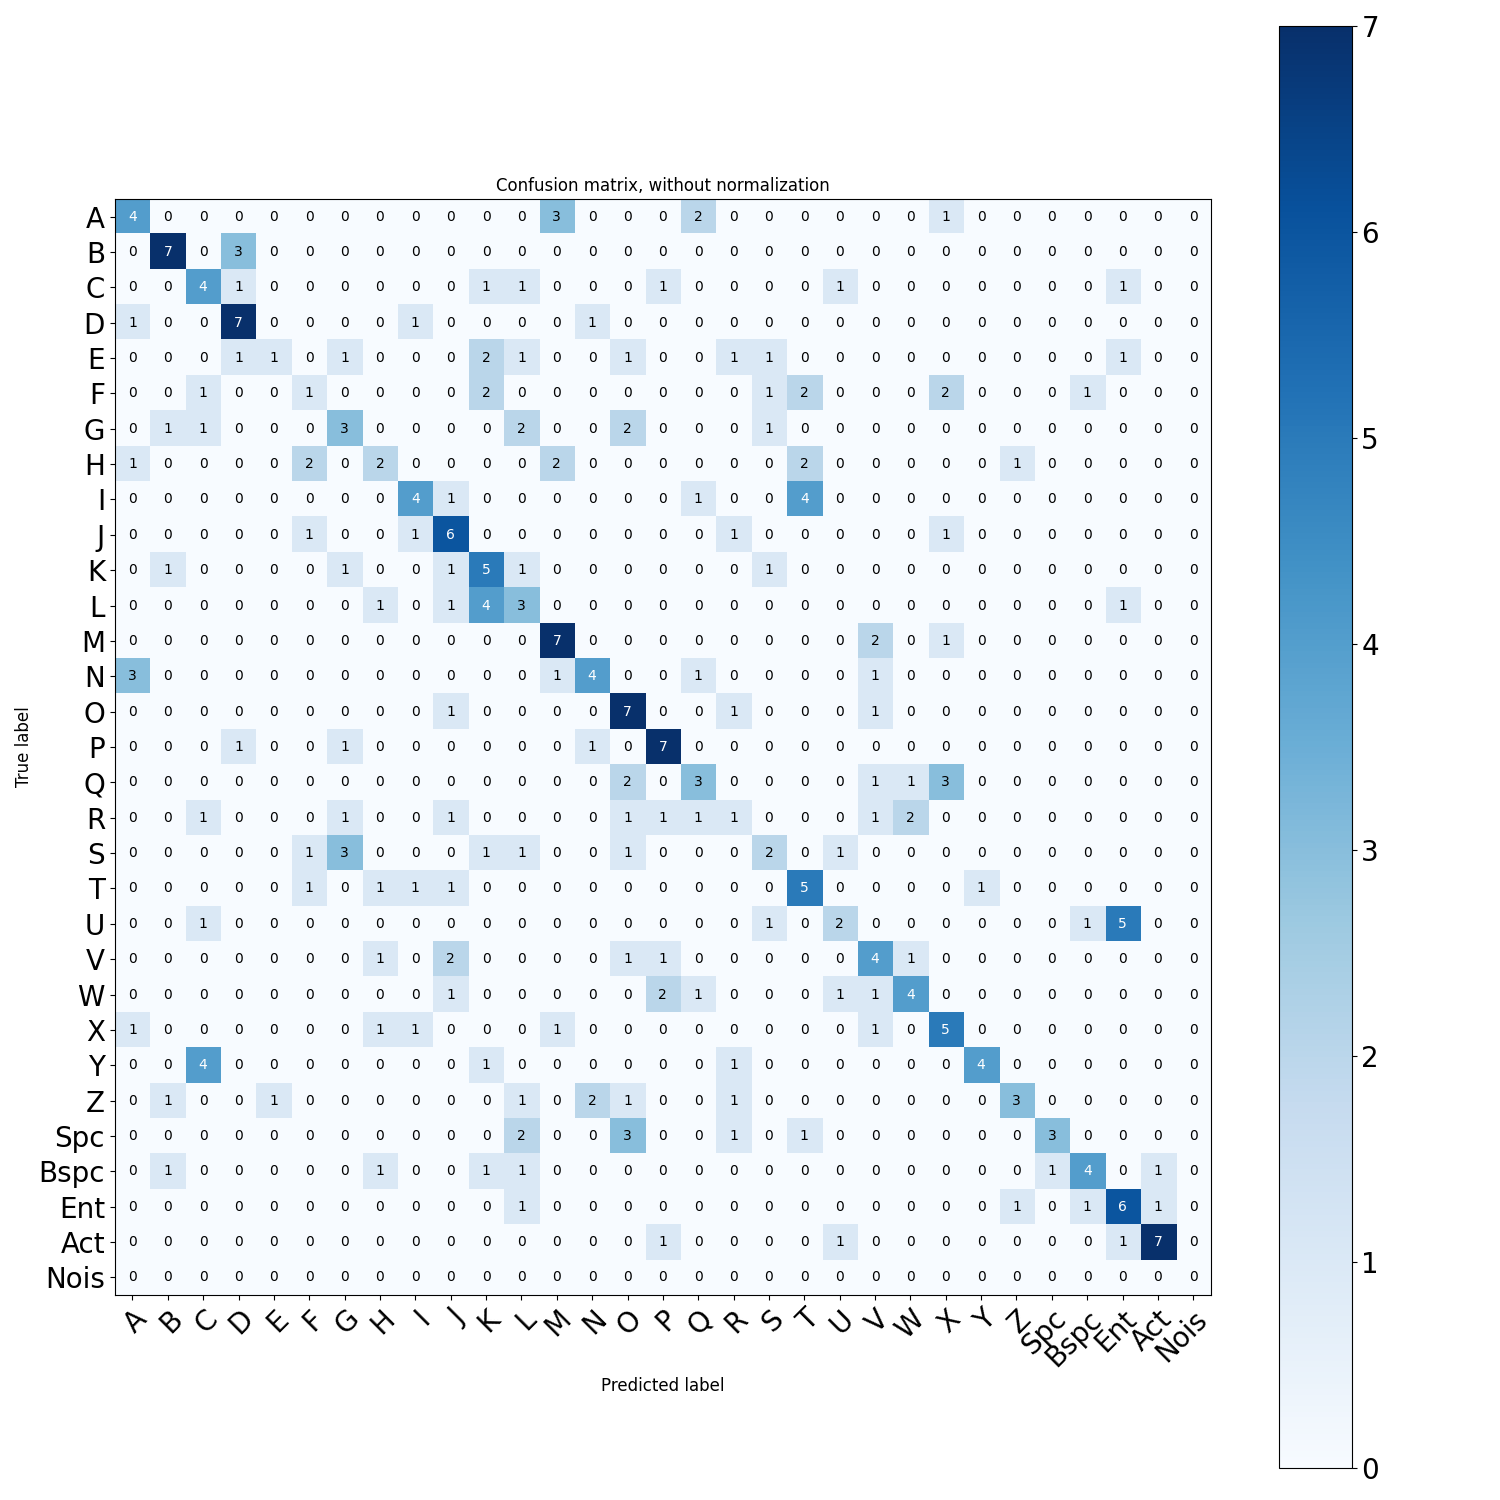 Confusion matrix, without normalization
A 4 0 0 0 0 0 0 0 0 0 0 0 3 0 0 0 2 0 0 0 0 0 0 1 0 0 0 0 0 0 0
B 0 7 0 3 0 0 0 0 0 0 0 0 0 0 0 0 0 0 0 0 0 0 0 0 0 0 0 0 0 0 0
C 0 0 4 1 0 0 0 0 0 0 1 1 0 0 0 1 0 0 0 0 1 0 0 0 0 0 0 0 1 0 0
D 1 0 0 7 0 0 0 0 1 0 0 0 0 1 0 0 0 0 0 0 0 0 0 0 0 0 0 0 0 0 0
E 0 0 0 1 1 0 1 0 0 0 2 1 0 0 1 0 0 1 1 0 0 0 0 0 0 0 0 0 1 0 0
F 0 0 1 0 0 1 0 0 0 0 2 0 0 0 0 0 0 0 1 2 0 0 0 2 0 0 0 1 0 0 0
G 0 1 1 0 0 0 3 0 0 0 0 2 0 0 2 0 0 0 1 0 0 0 0 0 0 0 0 0 0 0 0
H 1 0 0 0 0 2 0 2 0 0 0 0 2 0 0 0 0 0 0 2 0 0 0 0 0 1 0 0 0 0 0
I 0 0 0 0 0 0 0 0 4 1 0 0 0 0 0 0 1 0 0 4 0 0 0 0 0 0 0 0 0 0 0
J 0 0 0 0 0 1 0 0 1 6 0 0 0 0 0 0 0 1 0 0 0 0 0 1 0 0 0 0 0 0 0
K 0 1 0 0 0 0 1 0 0 1 5 1 0 0 0 0 0 0 1 0 0 0 0 0 0 0 0 0 0 0 0
L 0 0 0 0 0 0 0 1 0 1 4 3 0 0 0 0 0 0 0 0 0 0 0 0 0 0 0 0 1 0 0
M 0 0 0 0 0 0 0 0 0 0 0 0 7 0 0 0 0 0 0 0 0 2 0 1 0 0 0 0 0 0 0
N 3 0 0 0 0 0 0 0 0 0 0 0 1 4 0 0 1 0 0 0 0 1 0 0 0 0 0 0 0 0 0
O 0 0 0 0 0 0 0 0 0 1 0 0 0 0 7 0 0 1 0 0 0 1 0 0 0 0 0 0 0 0 0
P 0 0 0 1 0 0 1 0 0 0 0 0 0 1 0 7 0 0 0 0 0 0 0 0 0 0 0 0 0 0 0
Q 0 0 0 0 0 0 0 0 0 0 0 0 0 0 2 0 3 0 0 0 0 1 1 3 0 0 0 0 0 0 0
R 0 0 1 0 0 0 1 0 0 1 0 0 0 0 1 1 1 1 0 0 0 1 2 0 0 0 0 0 0 0 0
S 0 0 0 0 0 1 3 0 0 0 1 1 0 0 1 0 0 0 2 0 1 0 0 0 0 0 0 0 0 0 0
T 0 0 0 0 0 1 0 1 1 1 0 0 0 0 0 0 0 0 0 5 0 0 0 0 1 0 0 0 0 0 0
U 0 0 1 0 0 0 0 0 0 0 0 0 0 0 0 0 0 0 1 0 2 0 0 0 0 0 0 1 5 0 0
V 0 0 0 0 0 0 0 1 0 2 0 0 0 0 1 1 0 0 0 0 0 4 1 0 0 0 0 0 0 0 0
W 0 0 0 0 0 0 0 0 0 1 0 0 0 0 0 2 1 0 0 0 1 1 4 0 0 0 0 0 0 0 0
X 1 0 0 0 0 0 0 1 1 0 0 0 1 0 0 0 0 0 0 0 0 1 0 5 0 0 0 0 0 0 0
Y 0 0 4 0 0 0 0 0 0 0 1 0 0 0 0 0 0 1 0 0 0 0 0 0 4 0 0 0 0 0 0
Z 0 1 0 0 1 0 0 0 0 0 0 1 0 2 1 0 0 1 0 0 0 0 0 0 0 3 0 0 0 0 0
Spc 0 0 0 0 0 0 0 0 0 0 0 2 0 0 3 0 0 1 0 1 0 0 0 0 0 0 3 0 0 0 0
Bspc 0 1 0 0 0 0 0 1 0 0 1 1 0 0 0 0 0 0 0 0 0 0 0 0 0 0 1 4 0 1 0
Ent 0 0 0 0 0 0 0 0 0 0 0 1 0 0 0 0 0 0 0 0 0 0 0 0 0 1 0 1 6 1 0
Act 0 0 0 0 0 0 0 0 0 0 0 0 0 0 0 1 0 0 0 0 1 0 0 0 0 0 0 0 1 7 0
Nois 0 0 0 0 0 0 0 0 0 0 0 0 0 0 0 0 0 0 0 0 0 0 0 0 0 0 0 0 0 0 0
A B C D E F G H I J K L M N O P Q R S T U V W X Y Z Spc Bspc Ent Act Nois
Predicted label
True label
7
6
5
4
3
2
1
0